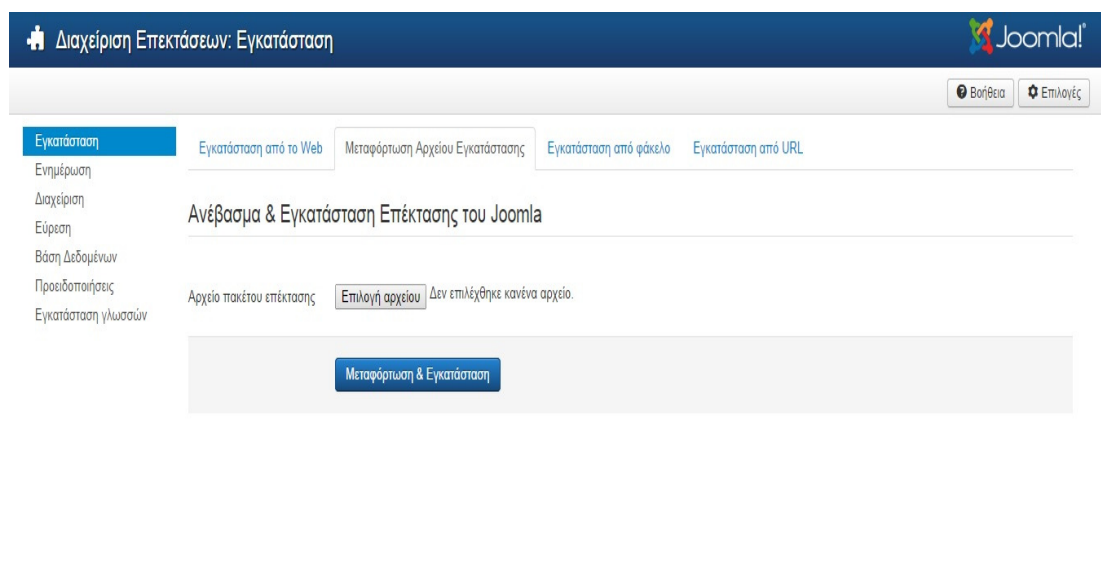 Διαχείριση Επεκτάσεων: Εγκατάσταση
Joomla!
Βοήθεια
Επιλογές
Εγκατάσταση
Ενημέρωση
Διαχείριση
Εύρεση
Βάση Δεδομένων
Προειδοποιήσεις
Εγκατάσταση γλωσσών
Εγκατάσταση από το Web
Μεταφόρτωση Αρχείου Εγκατάστασης
Εγκατάσταση από φάκελο
Εγκατάσταση από URL
Ανέβασμα & Εγκατάσταση Επέκτασης του Joomla
Αρχείο πακέτου επέκτασης
Επιλογή αρχείου
Δεν επιλέχθηκε κανένα αρχείο.
Μεταφόρτωση & Εγκατάσταση